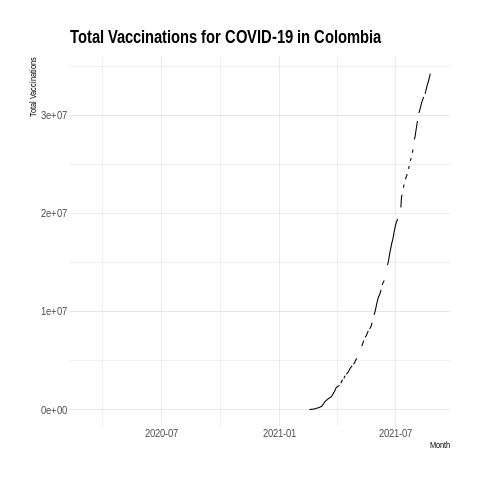 Total Vaccinations for COVID-19 in Colombia
Total Vaccinations
3e+07
2e+07
1e+07
0e+00
2020-07 2021-01 2021-07
Month